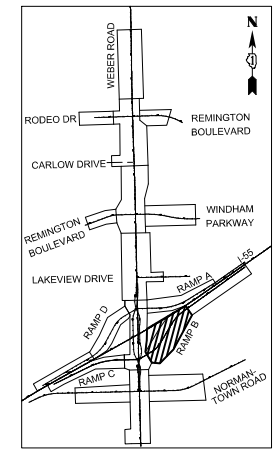 N
WEBER ROAD
RODEO DR
REMINGTON
BOULEVARD
CARLOW DRIVE
REMINGTON
BOULEVARD
WINDHAM
PARKWAY
LAKEVIEW DRIVE
I-55
RAMP A
RAMP D
RAMP B
RAMP C
NORMAN-
TOWN ROAD